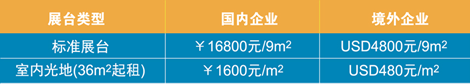 展台类型 国内企业 境外企业
标准展台 ￥16800元/9m² USD4800元/9m²
室内光地(36m²起租) ￥1600元/m² USD480元/m²